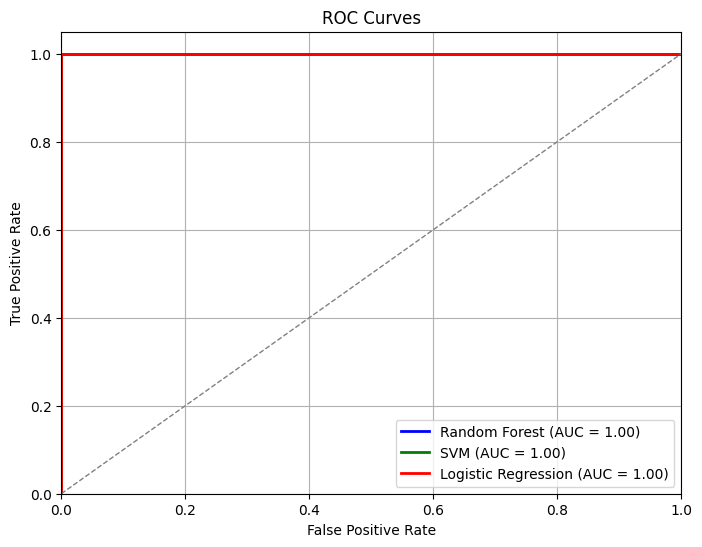 ROC Curves
True Positive Rate
1.0
0.8
0.6
0.4
0.2
0.0
Random Forest (AUC = 1.00)
SVM (AUC = 1.00)
Logistic Regression (AUC = 1.00)
0.0 0.2 0.4 0.6 0.8 1.0
False Positive Rate